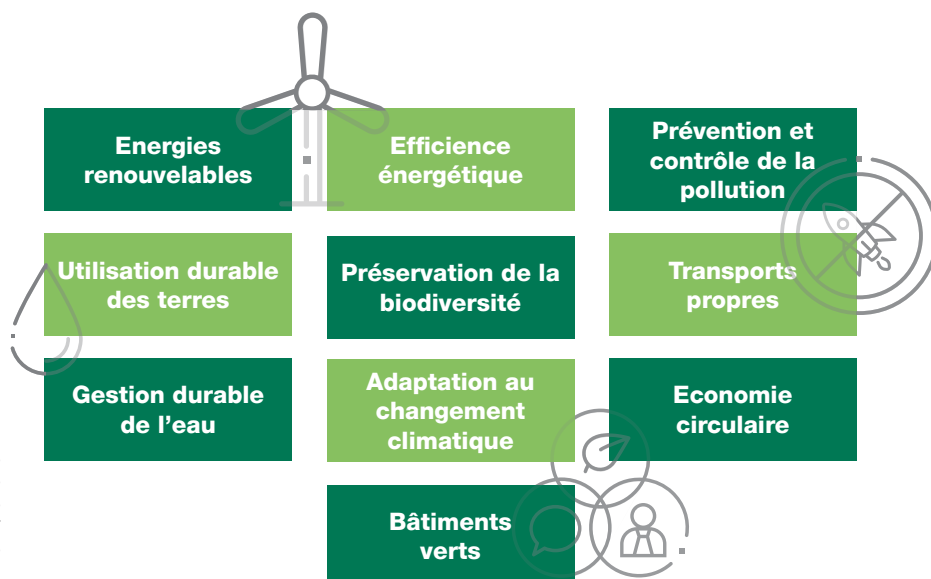 Energies
renouvelables
Efficience
énergétique
Prévention et
contrôle de la
pollution
Utilisation durable
des terres
Préservation de la
biodiversité
Transports
propres
Gestion durable
de l’eau
Adaptation au
changement
climatique
Economie
circulaire
Bâtiments
verts